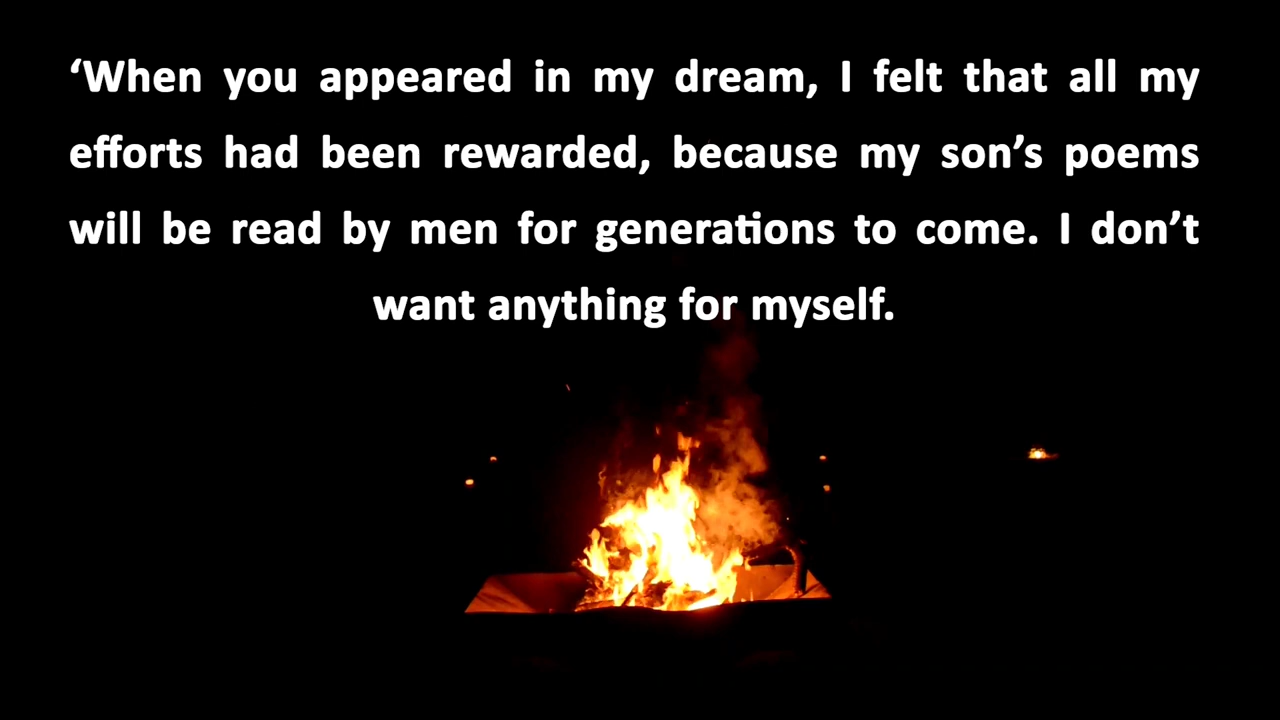 ‘When you appeared in my dream, I felt that all my
efforts had been rewarded, because my son’s poems
will be read by men for generations to come. I don’t
want anything for myself.